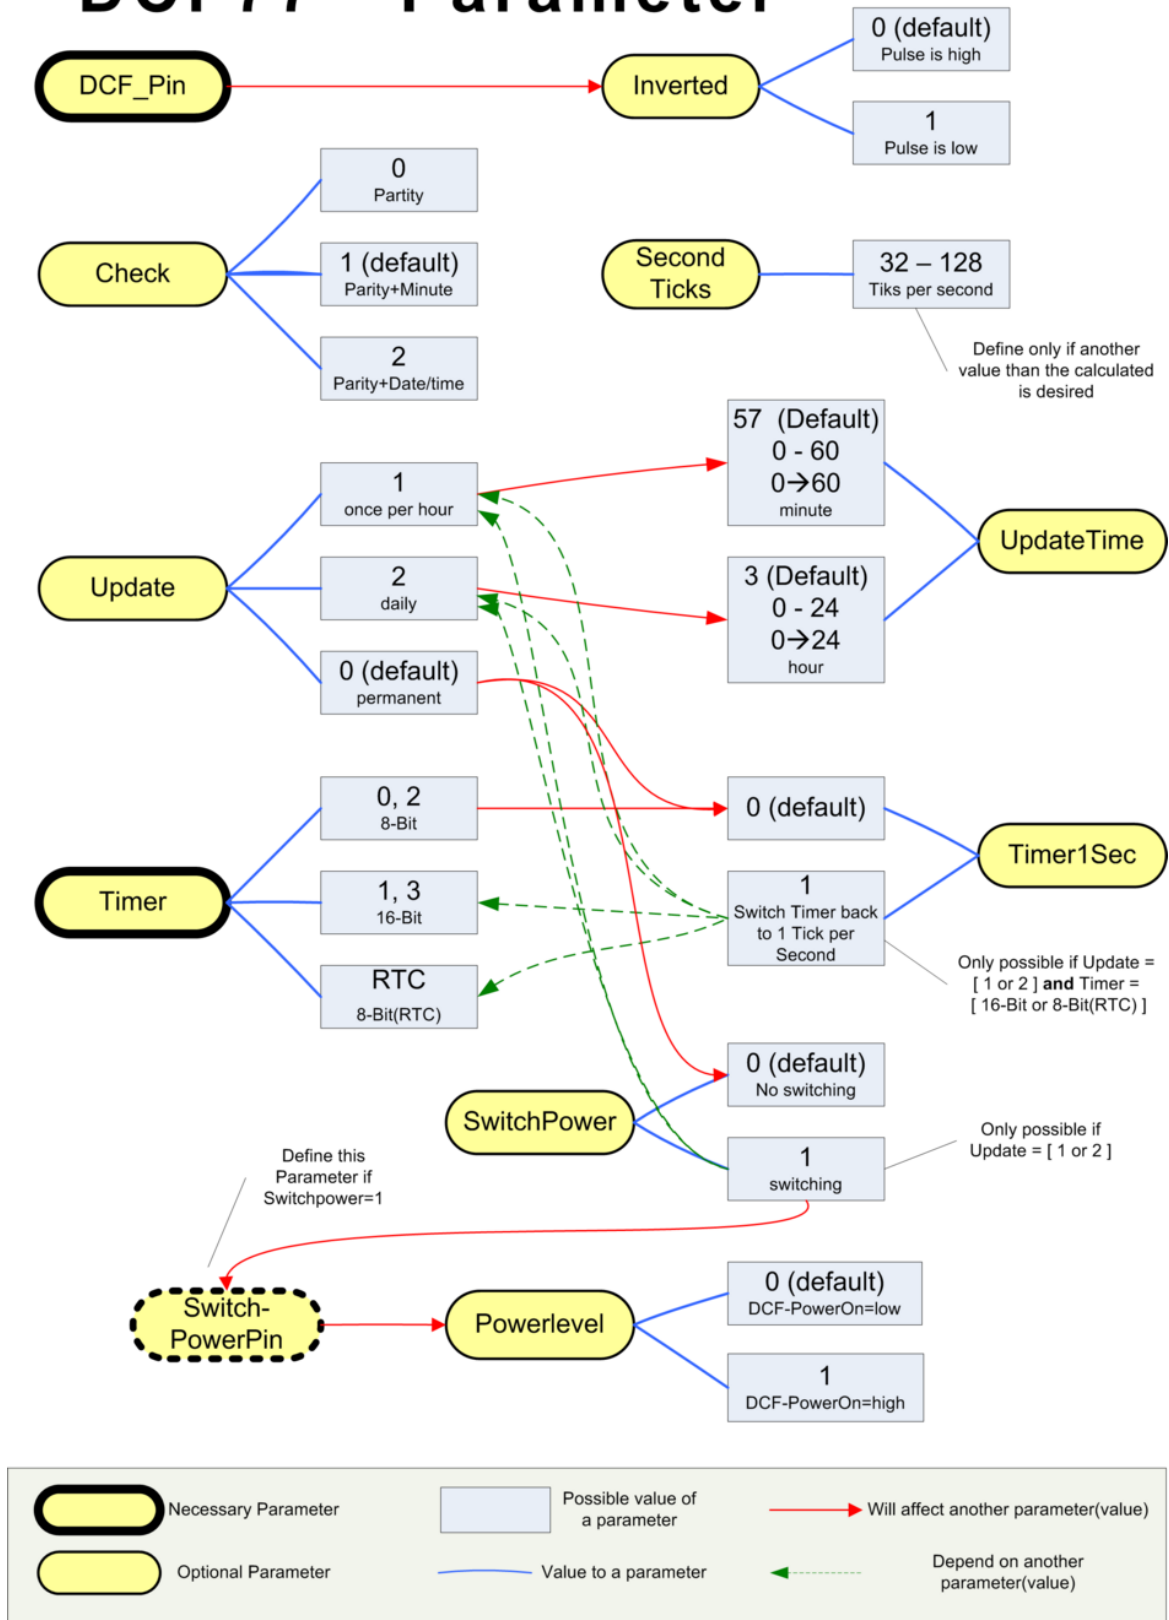 DCF_Pin
Inverted
0 (default)
Pulse is high
1
Pulse is low
0
Partity
Check
1 (default)
Parity+Minute
2
Parity+Date/time
Second
Ticks
32 – 128
Tiks per second
Define only if another
value than the calculated
is desired
Update
1
once per hour
2
daily
0 (default)
permanent
57 (Default)
0 - 60
0→60
minute
3 (Default)
0 - 24
0→24
hour
UpdateTime
Timer
0, 2
8-Bit
1, 3
16-Bit
RTC
8-Bit(RTC)
0 (default)
1
Switch Timer back
to 1 Tick per
Second
Timer1Sec
Only possible if Update =
[ 1 or 2 ] and Timer =
[ 16-Bit or 8-Bit(RTC) ]
SwitchPower
0 (default)
No switching
1
switching
Only possible if
Update = [ 1 or 2 ]
Define this
Parameter if
Switchpower=1
Switch-
PowerPin
Powerlevel
0 (default)
DCF-PowerOn=low
1
DCF-PowerOn=high
Necessary Parameter
Possible value of
a parameter
Will affect another parameter(value)
Optional Parameter
Value to a parameter
Depend on another
parameter(value)